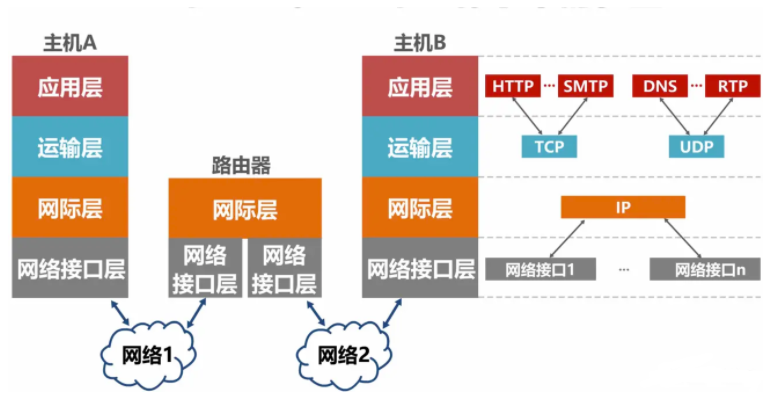 主机A
应用层
运输层
网际层
网络接口层
路由器
网际层
网络
接口层
网络
接口层
网络1
网络2
主机B
应用层
运输层
网际层
网络接口层
HTTP ··· SMTP
DNS ··· RTP
TCP
UDP
IP
网络接口1 ··· 网络接口n